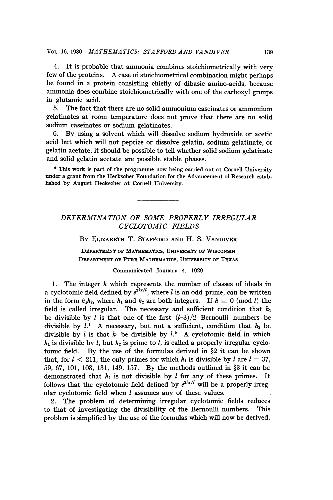 VOL. 16, 1930 MATHEMATICS: STAFFORD AND VANDIVER 139
4. It is probable that ammonia combines stoichiometrically with very
few of the proteins. A case of stoichiometrical combination might perhaps
be found in a protein consisting chiefly of dibasic amino-acids, because
ammonia does combine stoichiometrically with one of the carboxyl groups
in glutamic acid.
5. The fact that there are no solid ammonium caseinates or ammonium
gelatinates at room temperature does not prove that there are no solid
sodium caseinates or sodium gelatinates.
6. By using a solvent which will dissolve sodium hydroxide or acetic
acid but which will not peptize or dissolve gelatin, sodium gelatinate, or
gelatin acetate, it should be possible to tell whether solid sodium gelatinate
and solid gelatin acetate are possible stable phases.
* This work is part of the programme now being carried out at Cornell University
under a grant from the Heckscher Foundation for the Advancement of Research estab-
lished by August Heckscher at Cornell University.
DETERMINATION OF SOME PROPERLY IRREGULAR
CYCLOTOMIC FIELDS
BY ELIZABETH T. STAFFORD AND H. S. VANDIVER
DEPARTMENT OF MATHEMATICS, UNIVERSITY OF WISCONSIN
DEPARTMENT OF PURE MATHEMATICS, UNIVERSITY OF TEXAS
Communicated January 4, 1930
1. The integer h which represents the number of classes of ideals in
a cyclotomic field defined by e^{2iπ/l}, where l is an odd prime, can be written
in the form h₁h₂, where h₁ and h₂ are both integers. If h ≡ 0 (mod l) the
field is called irregular. The necessary and sufficient condition that h₁
be divisible by l is that one of the first (l-3)/2 Bernoulli numbers be
divisible by l.¹ A necessary, but not a sufficient, condition that h₂ be
divisible by l is that h₁ be divisible by l.² A cyclotomic field in which
h₁ is divisible by l, but h₂ is prime to l, is called a properly irregular cyclo-
tomic field. By the use of the formulas derived in §2 it can be shown
that, for l < 211, the only primes for which h₁ is divisible by l are l = 37,
59, 67, 101, 103, 131, 149, 157. By the methods outlined in §3 it can be
demonstrated that h₂ is not divisible by l for any of these primes. It
follows that the cyclotomic field defined by e^{2iπ/l} will be a properly irreg-
ular cyclotomic field when l assumes any of these values.
2. The problem of determining irregular cyclotomic fields reduces
to that of investigating the divisibility of the Bernoulli numbers. This
problem is simplified by the use of the formulas which will now be derived.